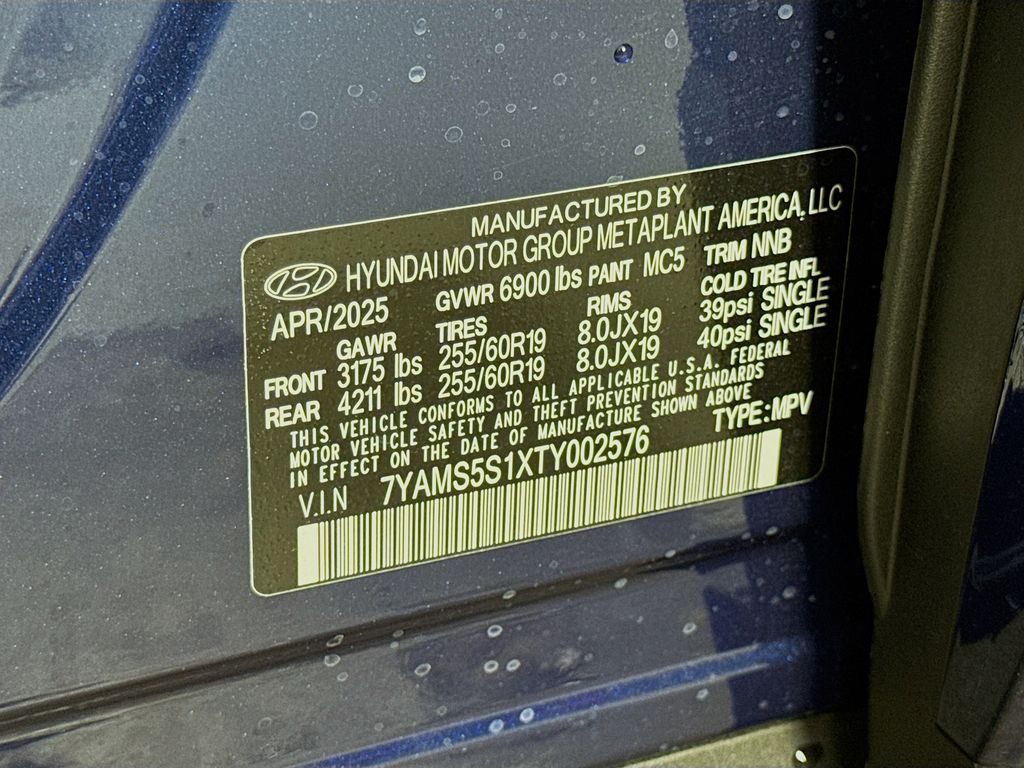 MANUFACTURED BY
HYUNDAI MOTOR GROUP METAPLANT AMERICA, LLC
APR/2025 GVWR 6900 lbs PAINT MC5 TRIM NNB
GAWR TIRES RIMS COLD TIRE INFL
FRONT 3175 lbs 255/60R19 8.0JX19 39psi SINGLE
REAR 4211 lbs 255/60R19 8.0JX19 40psi SINGLE
THIS VEHICLE CONFORMS TO ALL APPLICABLE U.S.A. FEDERAL
MOTOR VEHICLE SAFETY AND THEFT PREVENTION STANDARDS
IN EFFECT ON THE DATE OF MANUFACTURE SHOWN ABOVE
V.I.N 7YAMS5S1XTY002576 TYPE:MPV